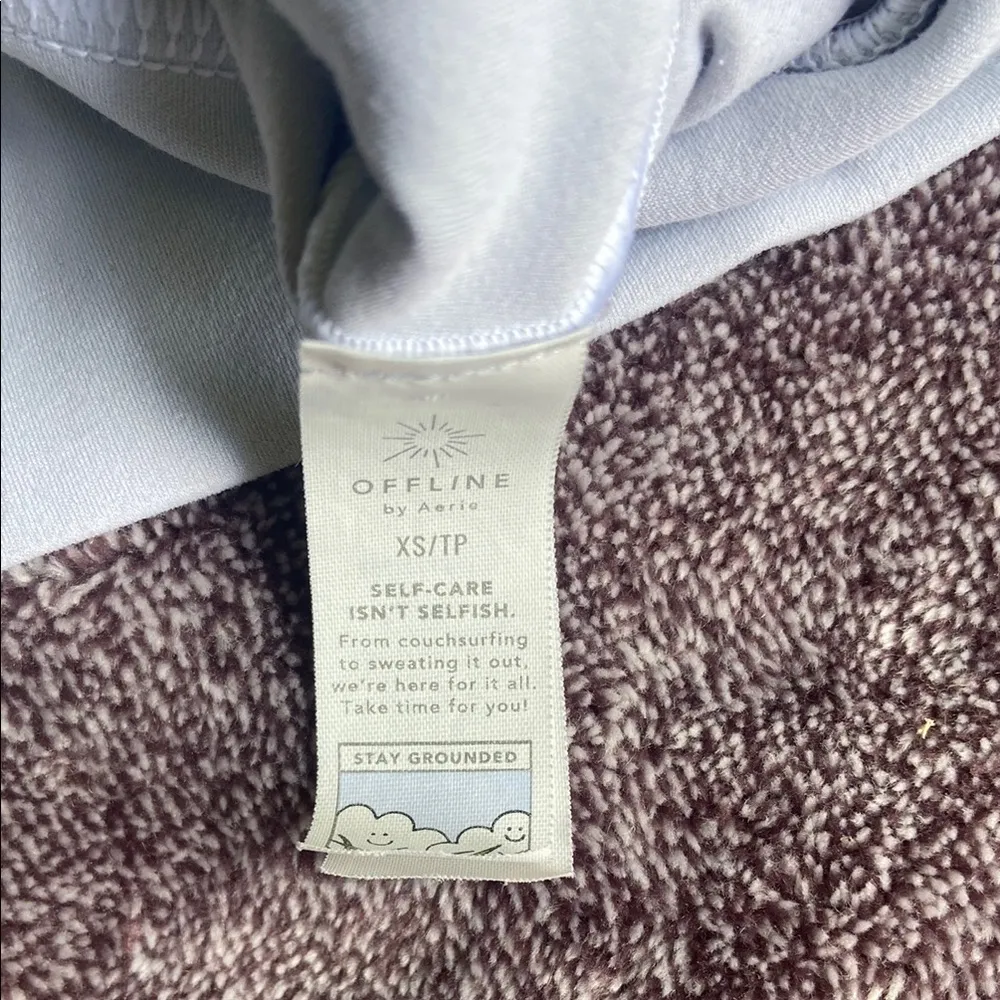 OFFLINE
by Aerie
XS/TP
SELF-CARE
ISN'T SELFISH.
From couchsurfing
to sweating it out,
we're here for it all.
Take time for you!
STAY GROUNDED